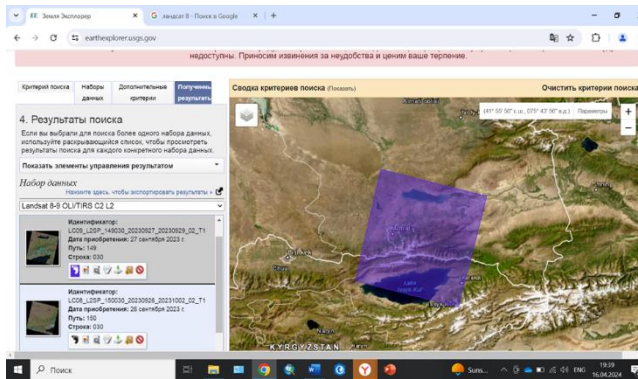 Земля Эксплорер
ландсат 8 - Поиск в Google
earthexplorer.usgs.gov
недоступны. Приносим извинения за неудобства и ценим ваше терпение.
Критерий поиска
Наборы данных
Дополнительные критерии
Сводка критериев поиска (Показать)
Очистить критерии поиска
4. Результаты поиска
Если вы выбрали для поиска более одного набора данных,
используйте раскрывающийся список, чтобы просмотреть
результаты поиска для каждого конкретного набора данных.
Показать элементы управления результатом
Набор данных
Нажмите здесь, чтобы экспортировать результаты »
Landsat 8-9 OLI/TIRS C2 L2
Идентификатор:
LC09_L2SP_149030_20230927_20230929_02_T1
Дата приобретения: 27 сентября 2023 г.
Путь: 149
Строка: 030
Идентификатор:
LC08_L2SP_150030_20230926_20231002_02_T1
Дата приобретения: 26 сентября 2023 г.
Путь: 150
Строка: 030
Параметры
+
−
KYRGYZSTAN
Поиск
Suns...
ENG
19:39
16.04.2024